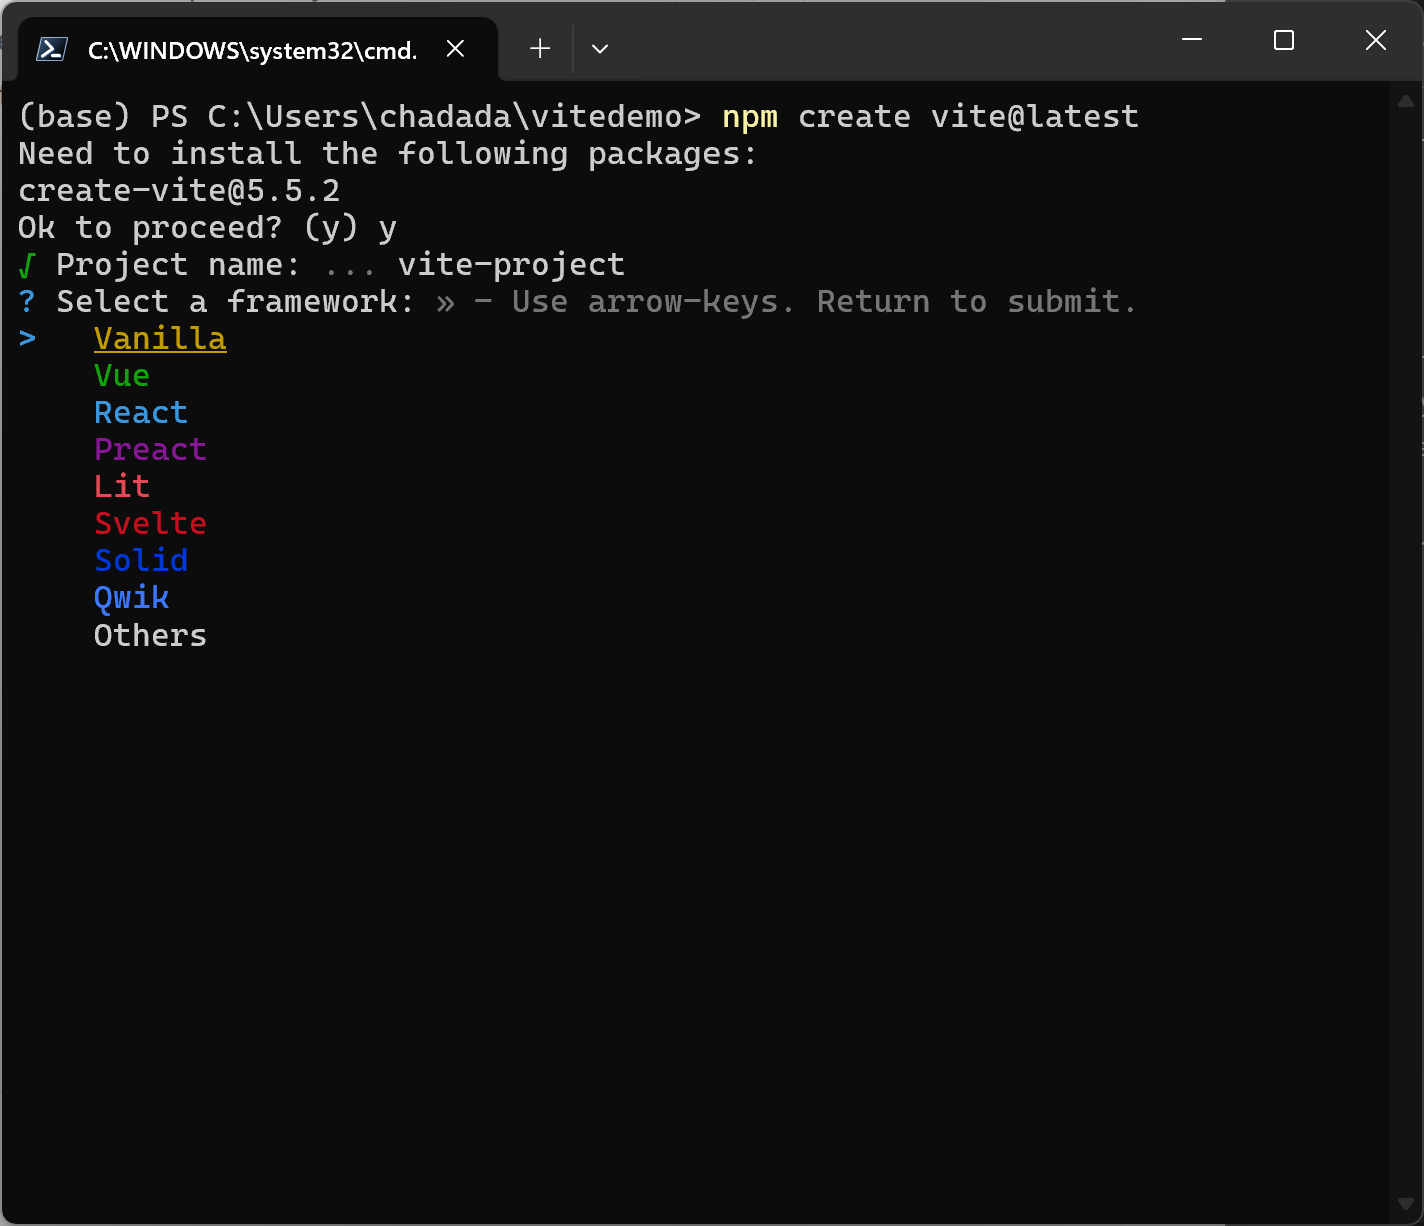 C:\WINDOWS\system32\cmd.
(base) PS C:\Users\chadada\vitedemo> npm create vite@latest
Need to install the following packages:
create-vite@5.5.2
Ok to proceed? (y) y
√ Project name: ... vite-project
? Select a framework: » - Use arrow-keys. Return to submit.
> Vanilla
Vue
React
Preact
Lit
Svelte
Solid
Qwik
Others